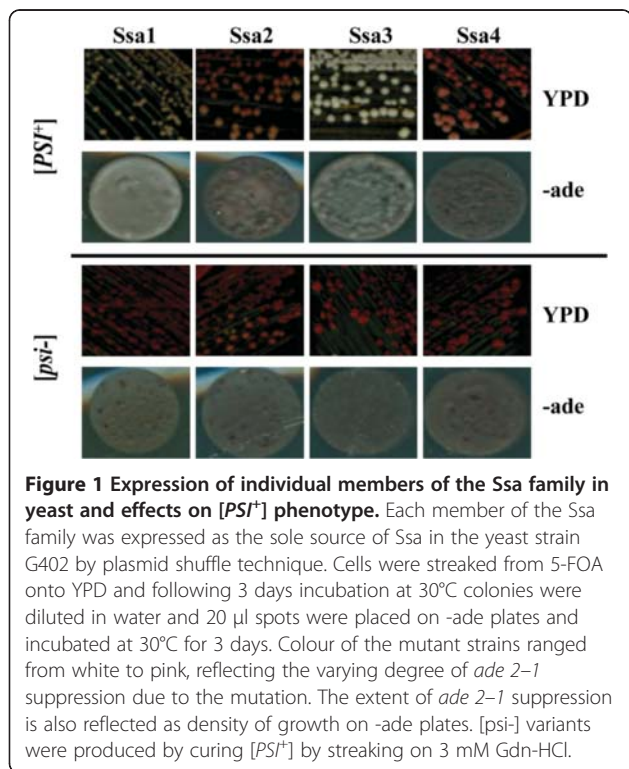 Ssa1 Ssa2 Ssa3 Ssa4
[PSI+]
YPD
-ade
[psi-]
YPD
-ade
Figure 1 Expression of individual members of the Ssa family in
yeast and effects on [PSI+] phenotype. Each member of the Ssa
family was expressed as the sole source of Ssa in the yeast strain
G402 by plasmid shuffle technique. Cells were streaked from 5-FOA
onto YPD and following 3 days incubation at 30°C colonies were
diluted in water and 20 μl spots were placed on -ade plates and
incubated at 30°C for 3 days. Colour of the mutant strains ranged
from white to pink, reflecting the varying degree of ade 2–1
suppression due to the mutation. The extent of ade 2–1 suppression
is also reflected as density of growth on -ade plates. [psi-] variants
were produced by curing [PSI+] by streaking on 3 mM Gdn-HCl.